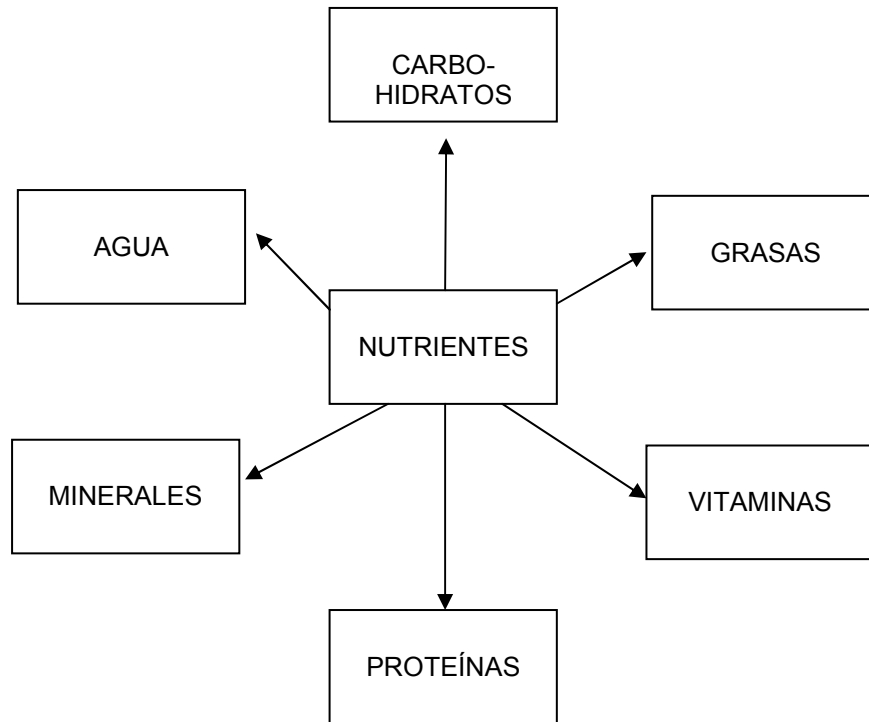 CARBO-
HIDRATOS
AGUA
GRASAS
NUTRIENTES
MINERALES
VITAMINAS
PROTEÍNAS